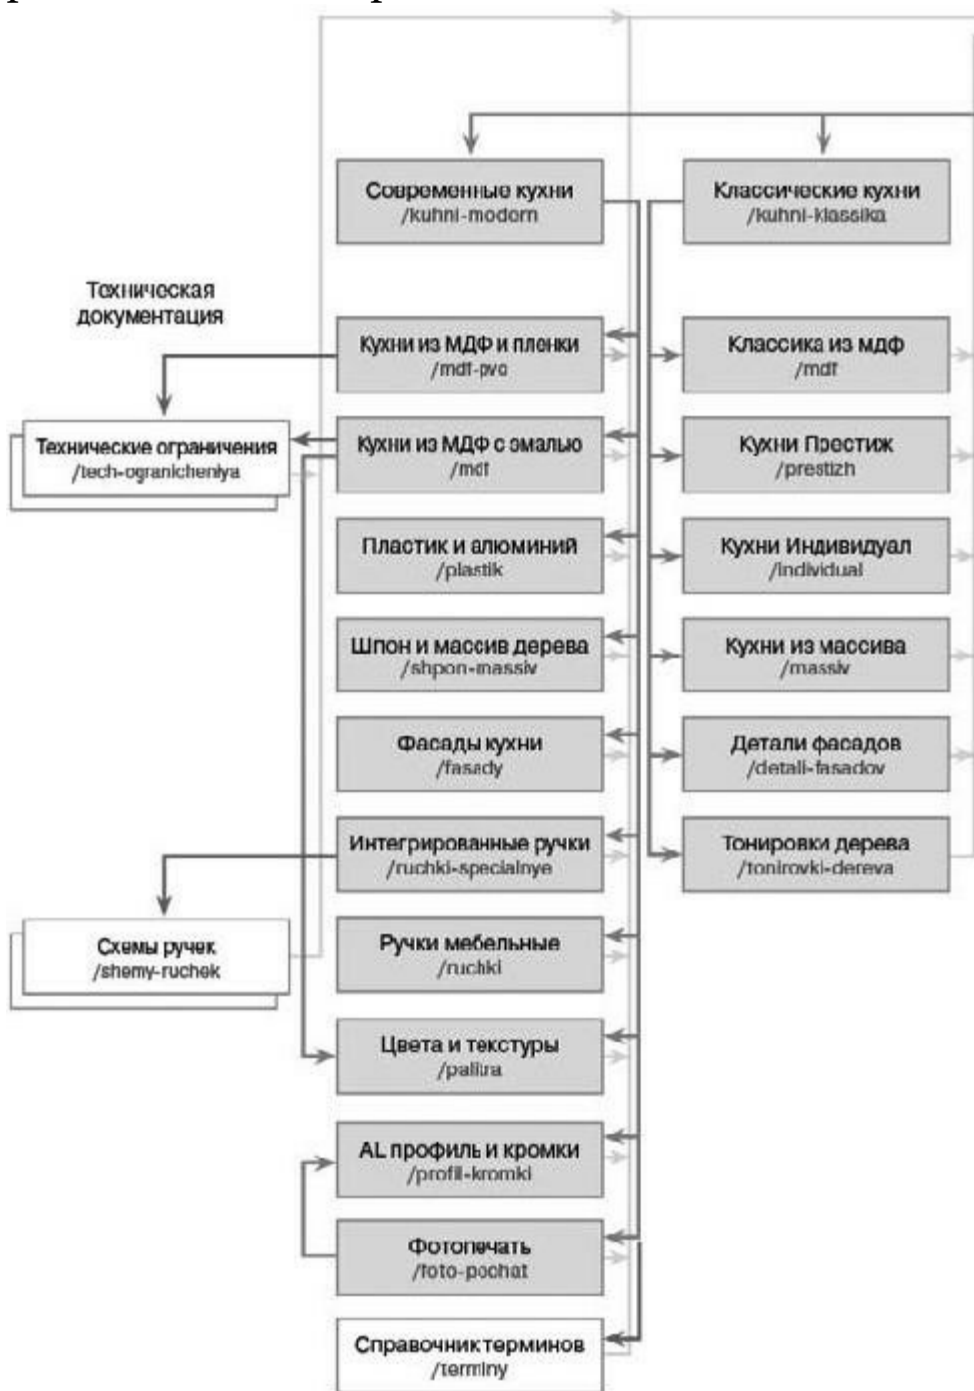 Современные кухни
/kuhni-modern
Классические кухни
/kuhni-klassika
Техническая
документация
Кухни из МДФ и пленки
/mdf-pvc
Классика из мдф
/mdf
Технические ограничения
/tech-ogranicheniya
Кухни из МДФ с эмалью
/mdf
Кухни Престиж
/prestizh
Пластик и алюминий
/plastik
Кухни Индивидуал
/individual
Шпон и массив дерева
/shpon-massiv
Кухни из массива
/massiv
Фасады кухни
/fasady
Детали фасадов
/detali-fasadov
Интегрированные ручки
/ruchki-specialnye
Тонировки дерева
/tonirovki-dereva
Схемы ручек
/shemy-ruchek
Ручки мебельные
/ruchki
Цвета и текстуры
/palitra
AL профиль и кромки
/profil-kromki
Фотопечать
/foto-pechat
Справочник терминов
/terminy